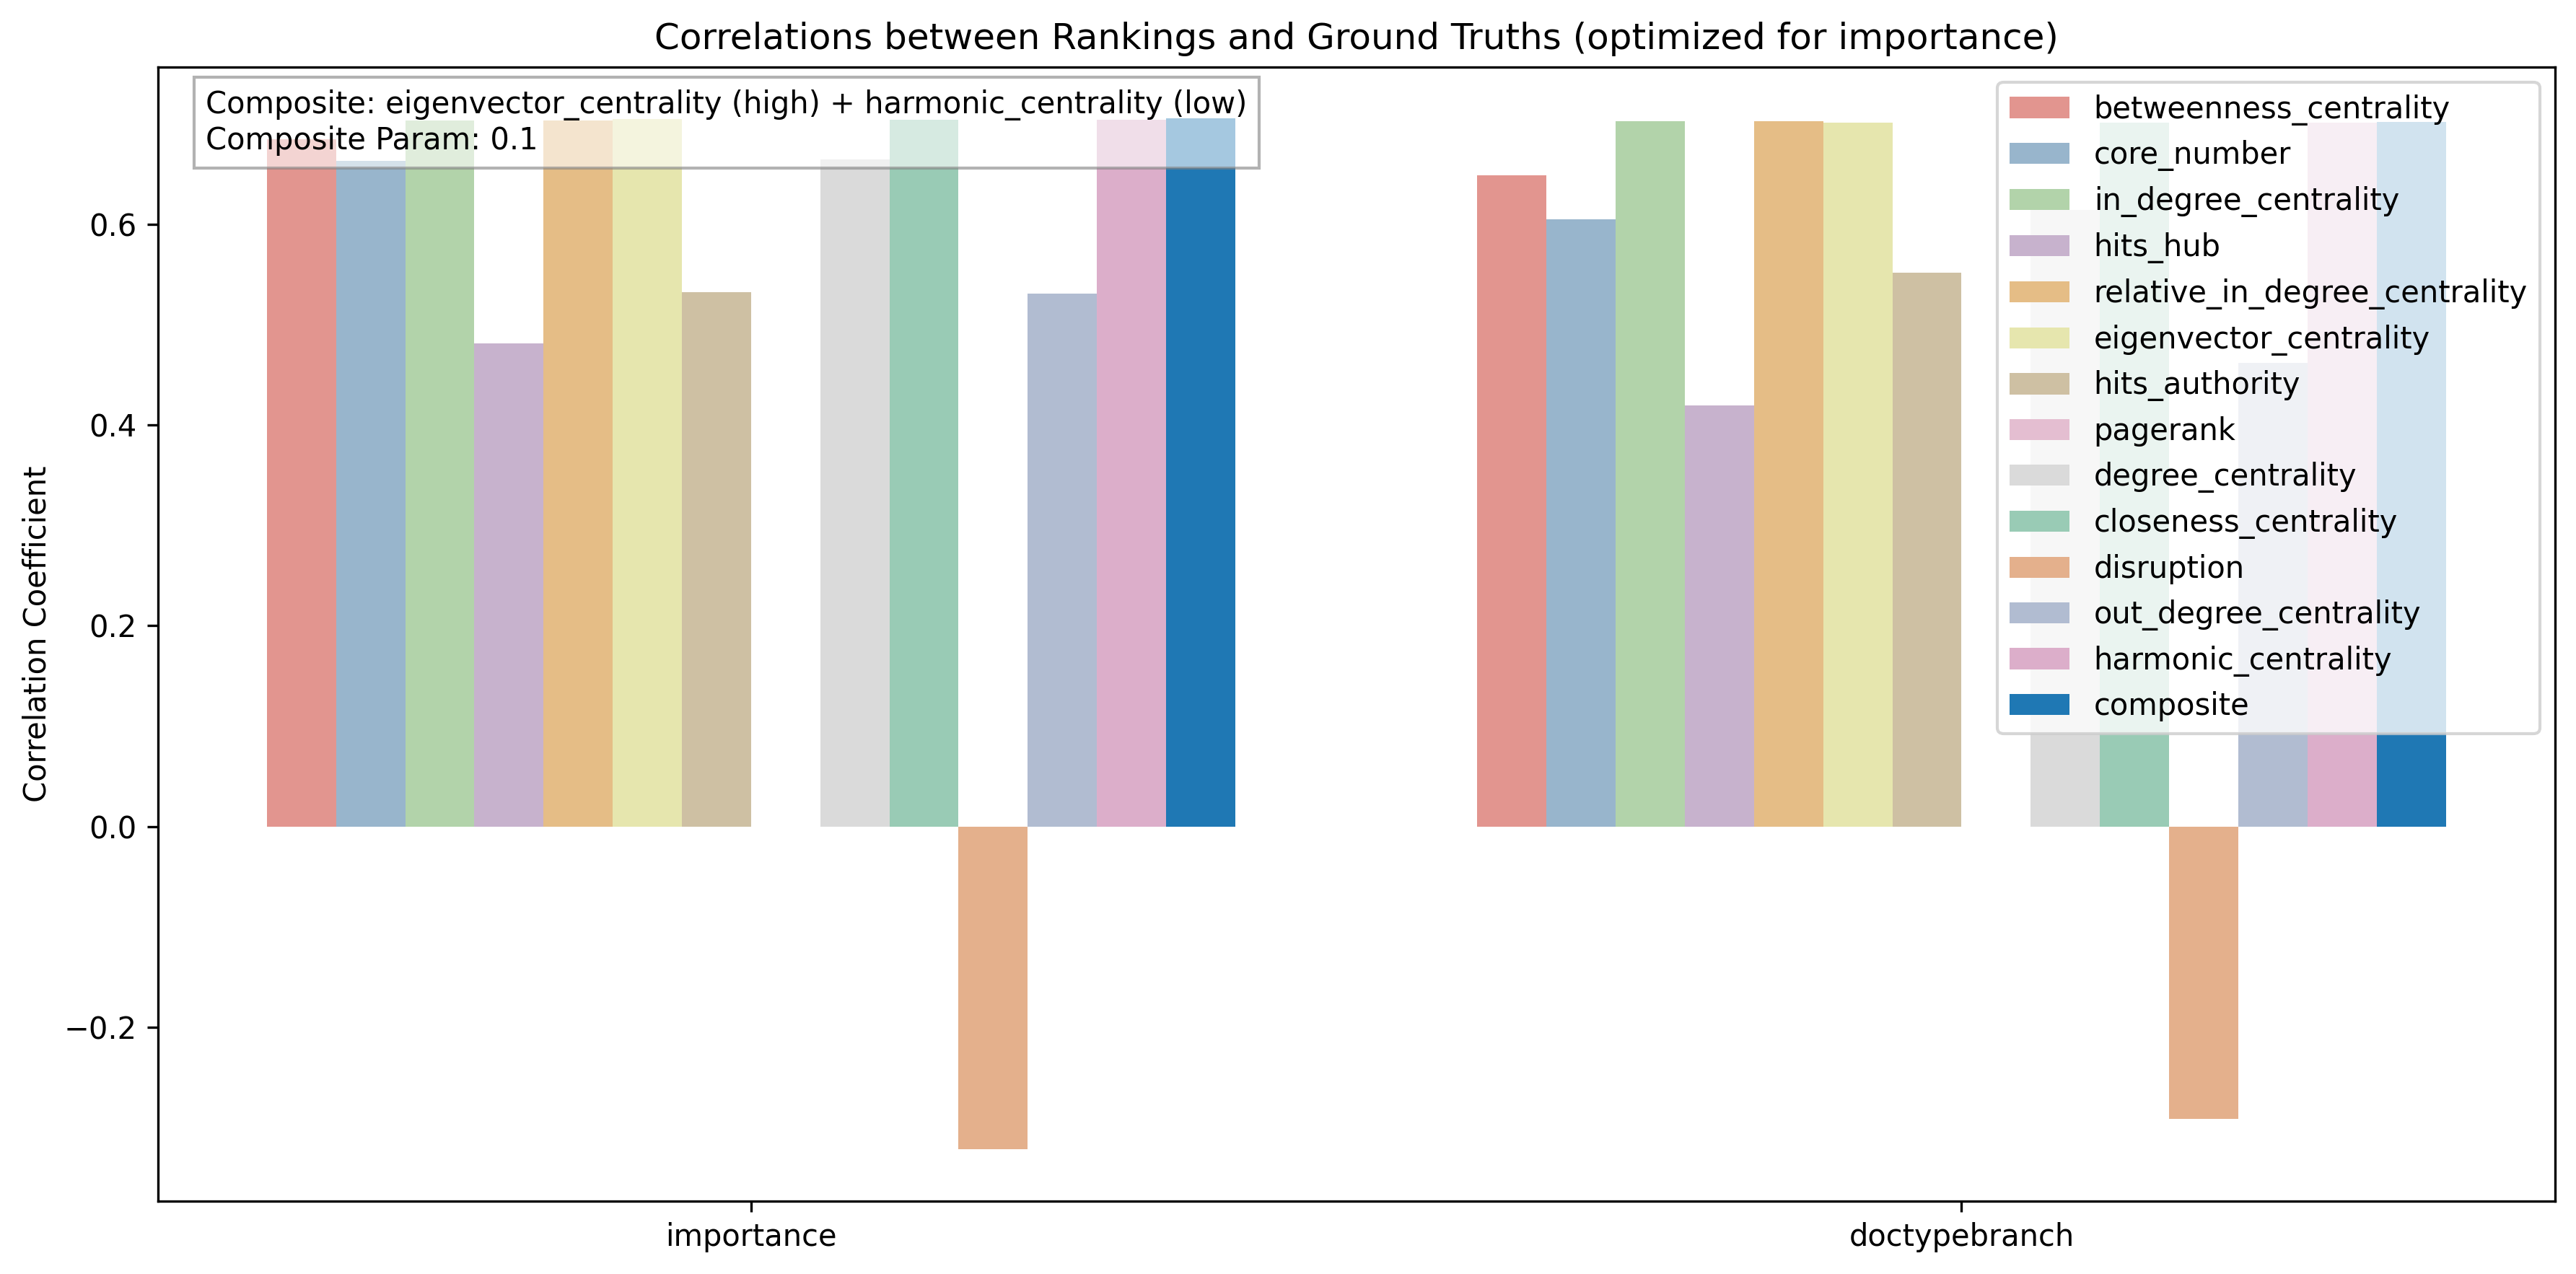 Correlations between Rankings and Ground Truths (optimized for importance)
Composite: eigenvector_centrality (high) + harmonic_centrality (low)
Composite Param: 0.1
betweenness_centrality
core_number
in_degree_centrality
hits_hub
relative_in_degree_centrality
eigenvector_centrality
hits_authority
pagerank
degree_centrality
closeness_centrality
disruption
out_degree_centrality
harmonic_centrality
composite
Correlation Coefficient
0.6
0.4
0.2
0.0
−0.2
importance
doctypebranch